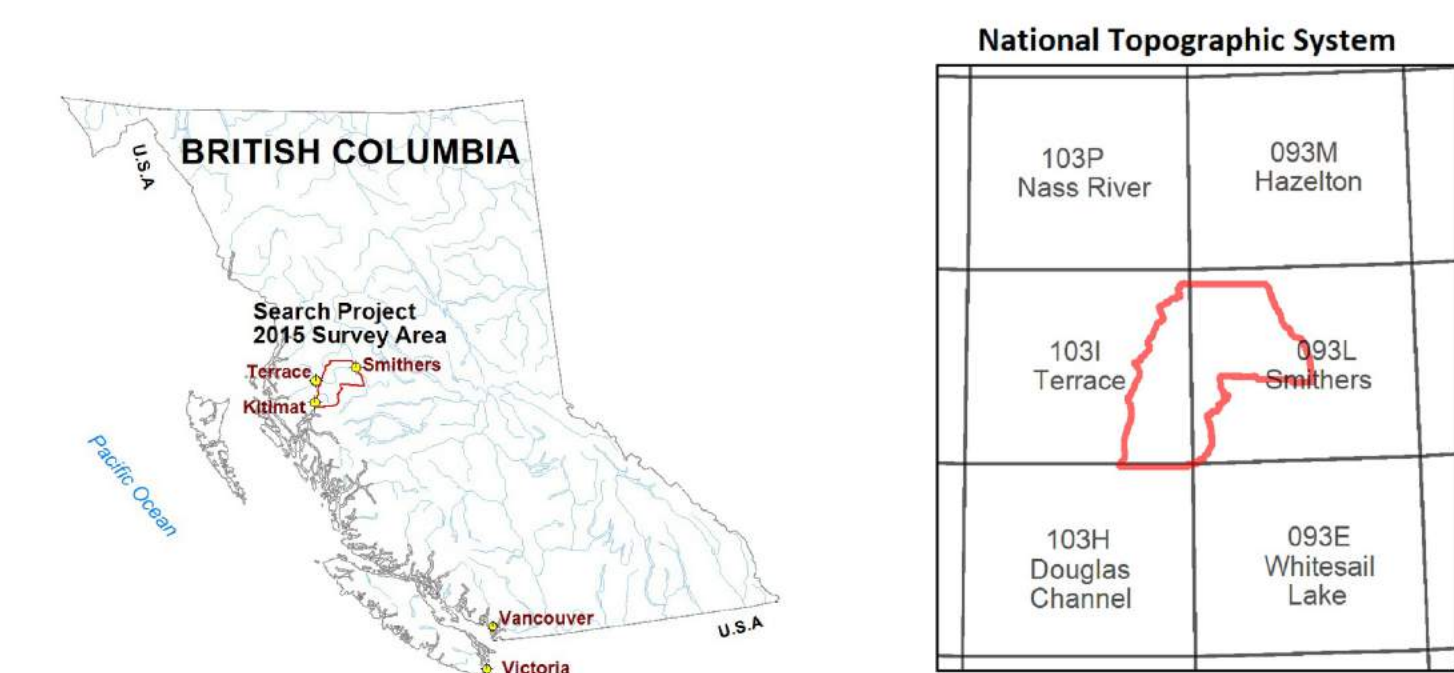 BRITISH COLUMBIA
U.S.A
Search Project
2015 Survey Area
Terrace
Smithers
Kitimat
Pacific Ocean
Vancouver
U.S.A
Victoria
National Topographic System
103P
Nass River
093M
Hazelton
103I
Terrace
093L
Smithers
103H
Douglas
Channel
093E
Whitesail
Lake